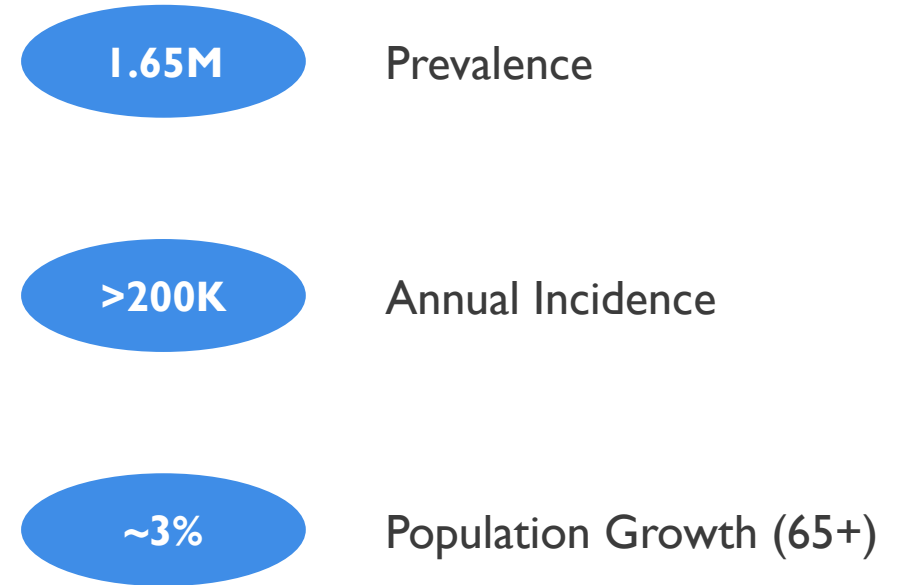 1.65M Prevalence
>200K Annual Incidence
~3% Population Growth (65+)